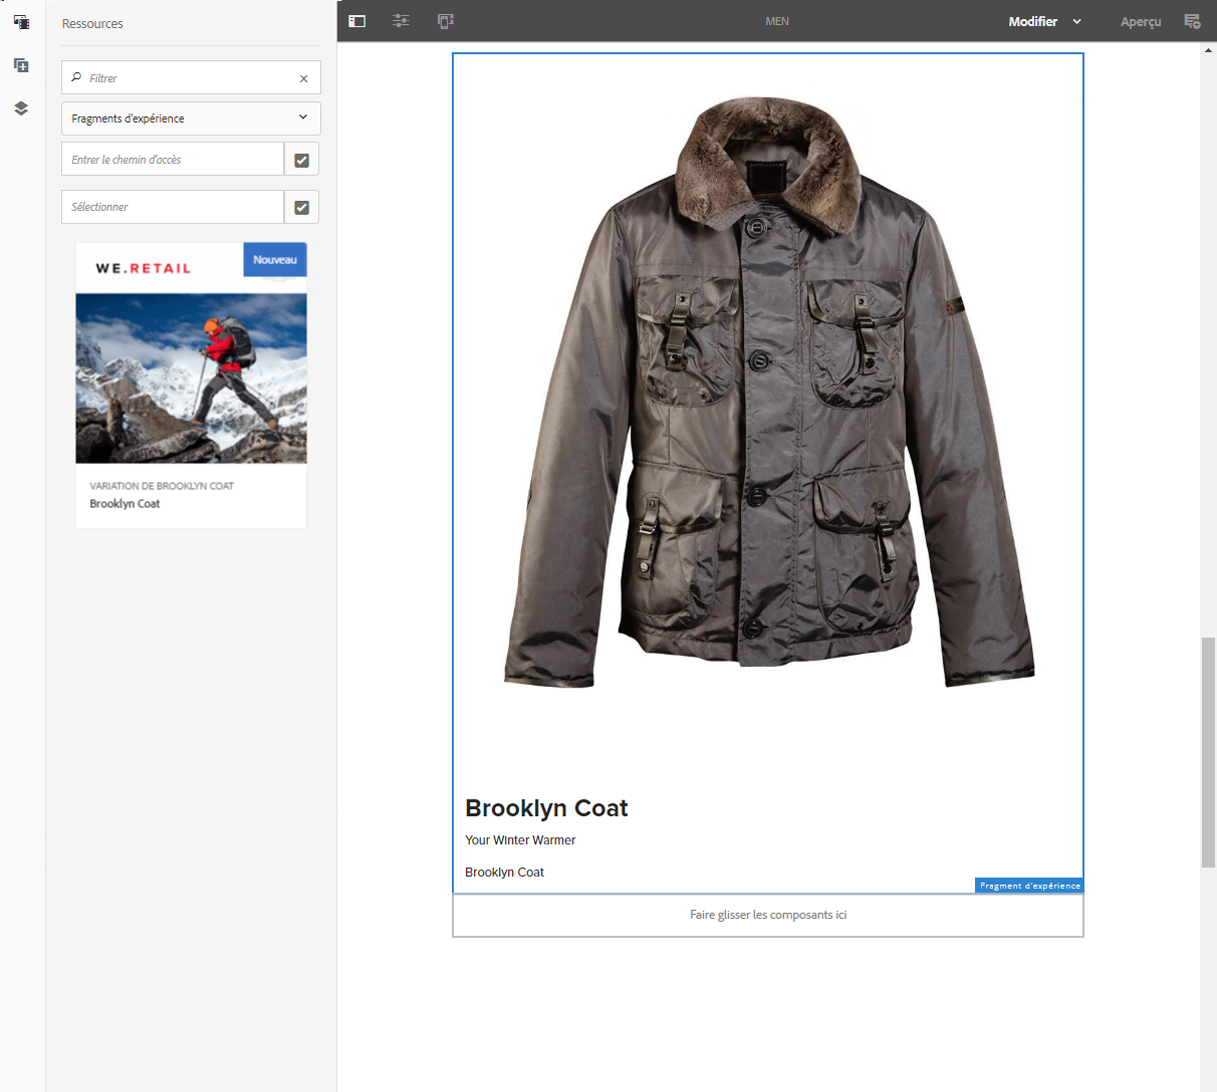 Ressources
MEN
Modifier
Aperçu
Filtrer
Fragments d'expérience
Entrer le chemin d'accès
Sélectionner
WE.RETAIL
Nouveau
VARIATION DE BROOKLYN COAT
Brooklyn Coat
Brooklyn Coat
Your Winter Warmer
Brooklyn Coat
Fragment d'expérience
Faire glisser les composants ici